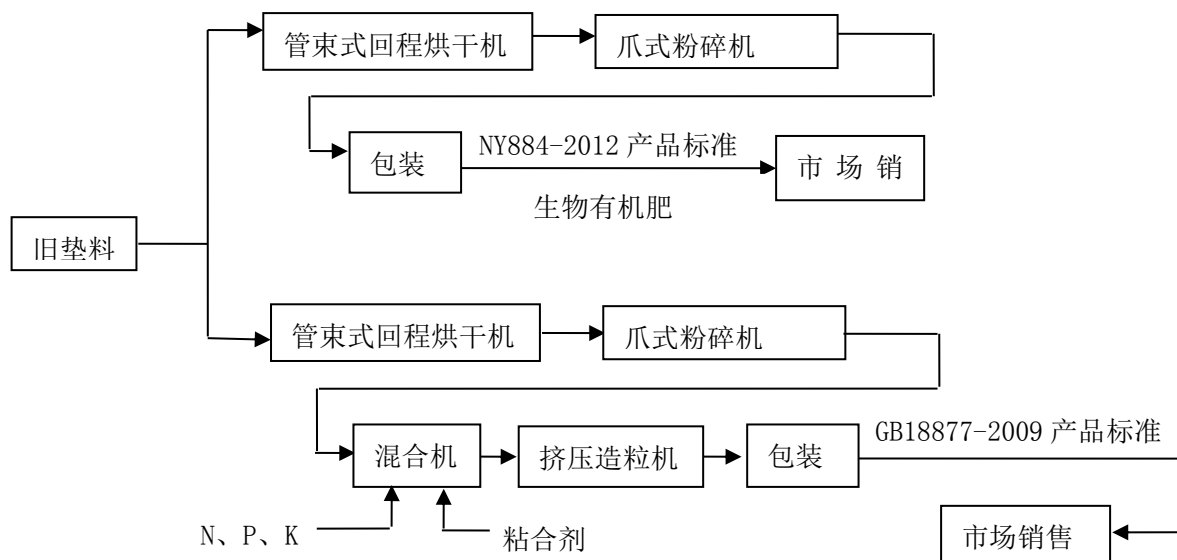 管束式回程烘干机
爪式粉碎机
包装
NY884-2012 产品标准
市 场 销
生物有机肥
旧垫料
管束式回程烘干机
爪式粉碎机
GB18877-2009 产品标准
混合机
挤压造粒机
包装
N、P、K
粘合剂
市场销售